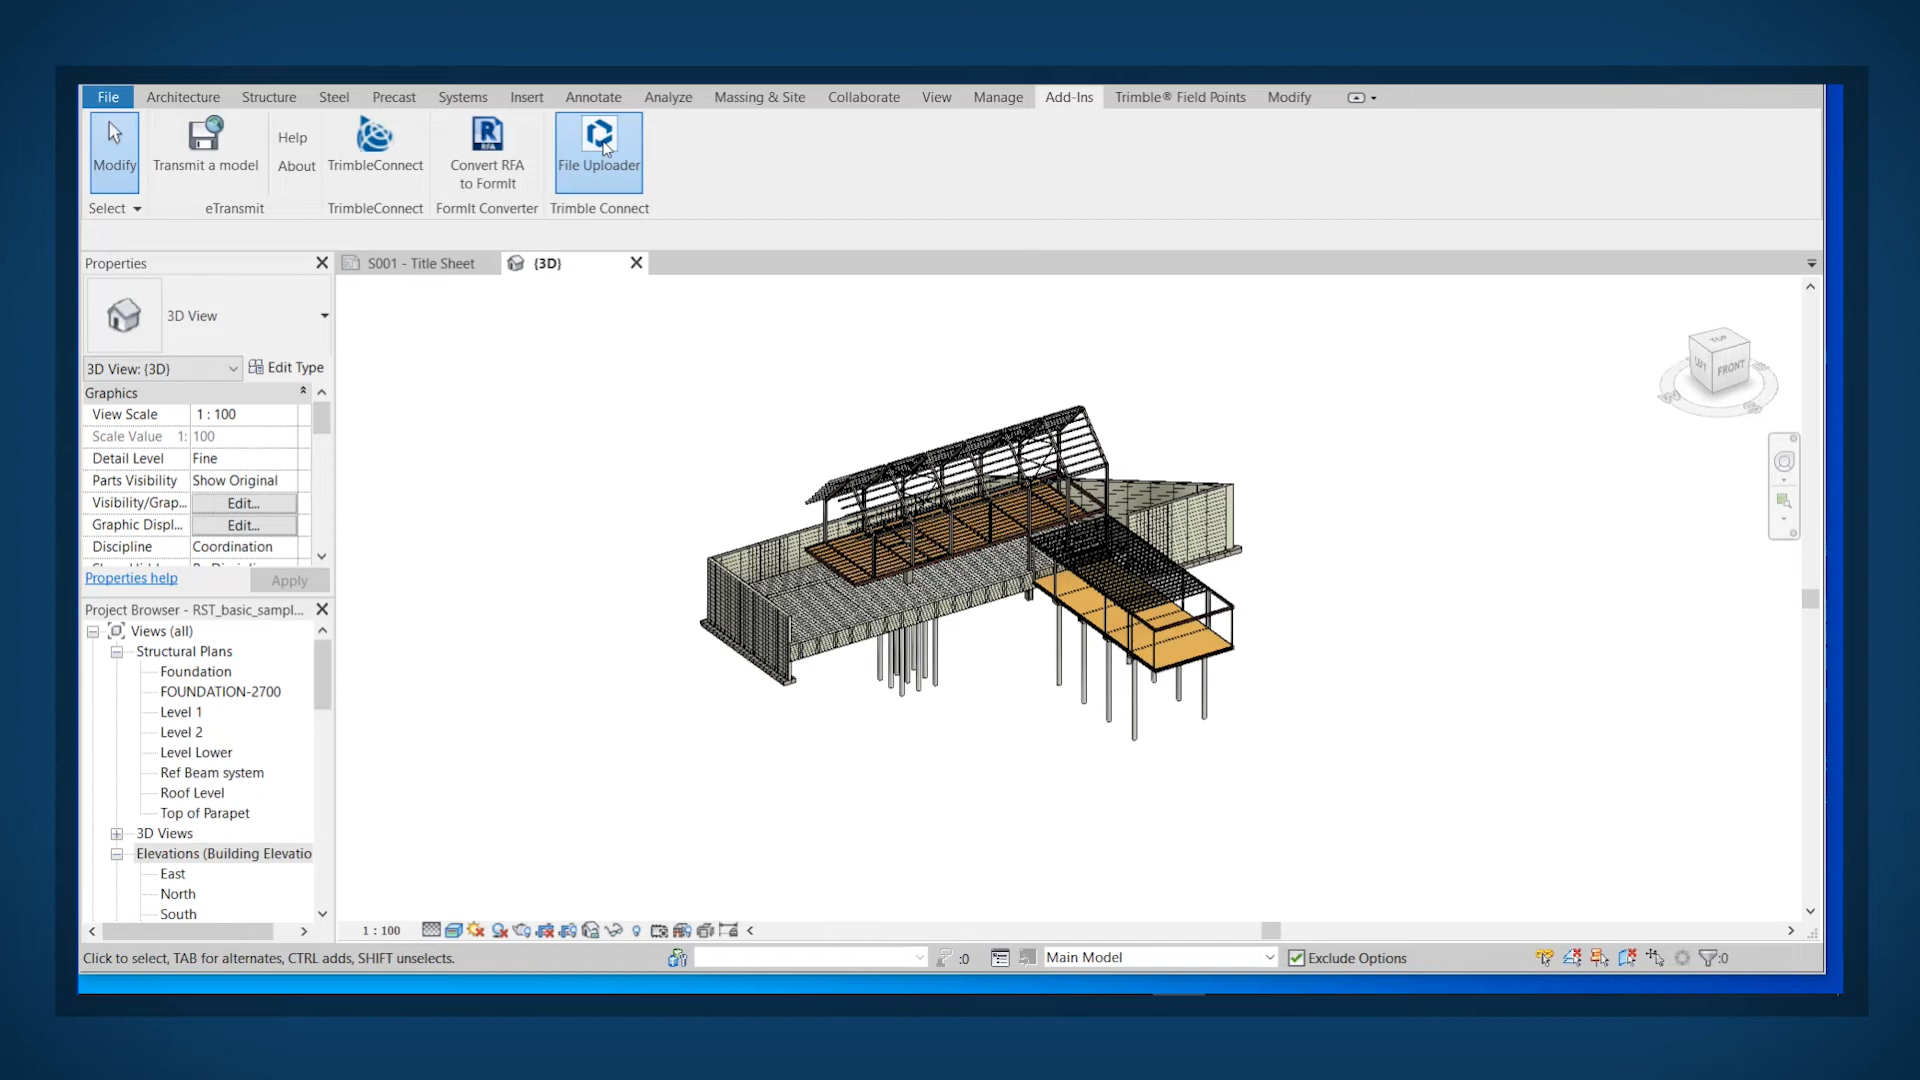 File Architecture Structure Steel Precast Systems Insert Annotate Analyze Massing & Site Collaborate View Manage Add-Ins Trimble® Field Points Modify
Modify
Transmit a model
Help
About
TrimbleConnect
R
RFA
Convert RFA
to FormIt
File Uploader
Select eTransmit TrimbleConnect FormIt Converter Trimble Connect
Properties
S001 - Title Sheet
{3D}
3D View
3D View: {3D}
Edit Type
Graphics
View Scale 1 : 100
Scale Value 1: 100
Detail Level Fine
Parts Visibility Show Original
Visibility/Grap... Edit...
Graphic Displ... Edit...
Discipline Coordination
Properties help
Apply
Project Browser - RST_basic_sampl...
Views (all)
Structural Plans
Foundation
FOUNDATION-2700
Level 1
Level 2
Level Lower
Ref Beam system
Roof Level
Top of Parapet
3D Views
Elevations (Building Elevatio
East
North
South
TOP
FRONT
1 : 100
Click to select, TAB for alternates, CTRL adds, SHIFT unselects.
:0
Main Model
Exclude Options
:0